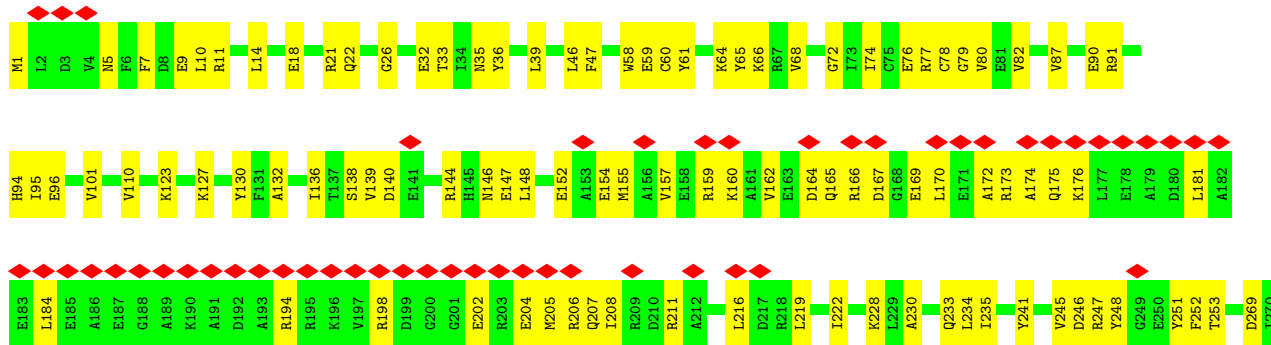 M1 L2 D3 V4 N5 F6 F7 D8 E9 L10 R11 L14 E18 R21 Q22 G26 E32 T33 I34 N35 Y36 L39 L46 F47 W58 E59 C60 Y61 K64 Y65 K66 R67 V68 G72 I73 I74 C75 E76 R77 C78 G79 V80 E81 V82 V87 E90 R91
H94 I95 E96 V101 V110 K123 K127 Y130 F131 A132 I136 T137 S138 V139 D140 E141 R144 H145 N146 E147 L148 E152 A153 E154 M155 A156 V157 E158 R159 K160 A161 V162 E163 D164 Q165 R166 D167 G168 E169 L170 E171 A172 R173 A174 Q175 K176 L177 E178 A179 D180 L181 A182
E183 L184 E185 A186 E187 G188 A189 K190 A191 D192 A193 R194 R195 K196 V197 R198 D199 G200 G201 E202 R203 E204 M205 R206 Q207 I208 R209 D210 R211 A212 L216 D217 R218 L219 I222 K228 L229 A230 Q233 L234 I235 Y241 V245 D246 R247 Y248 G249 E250 Y251 F252 T253 D269 I270